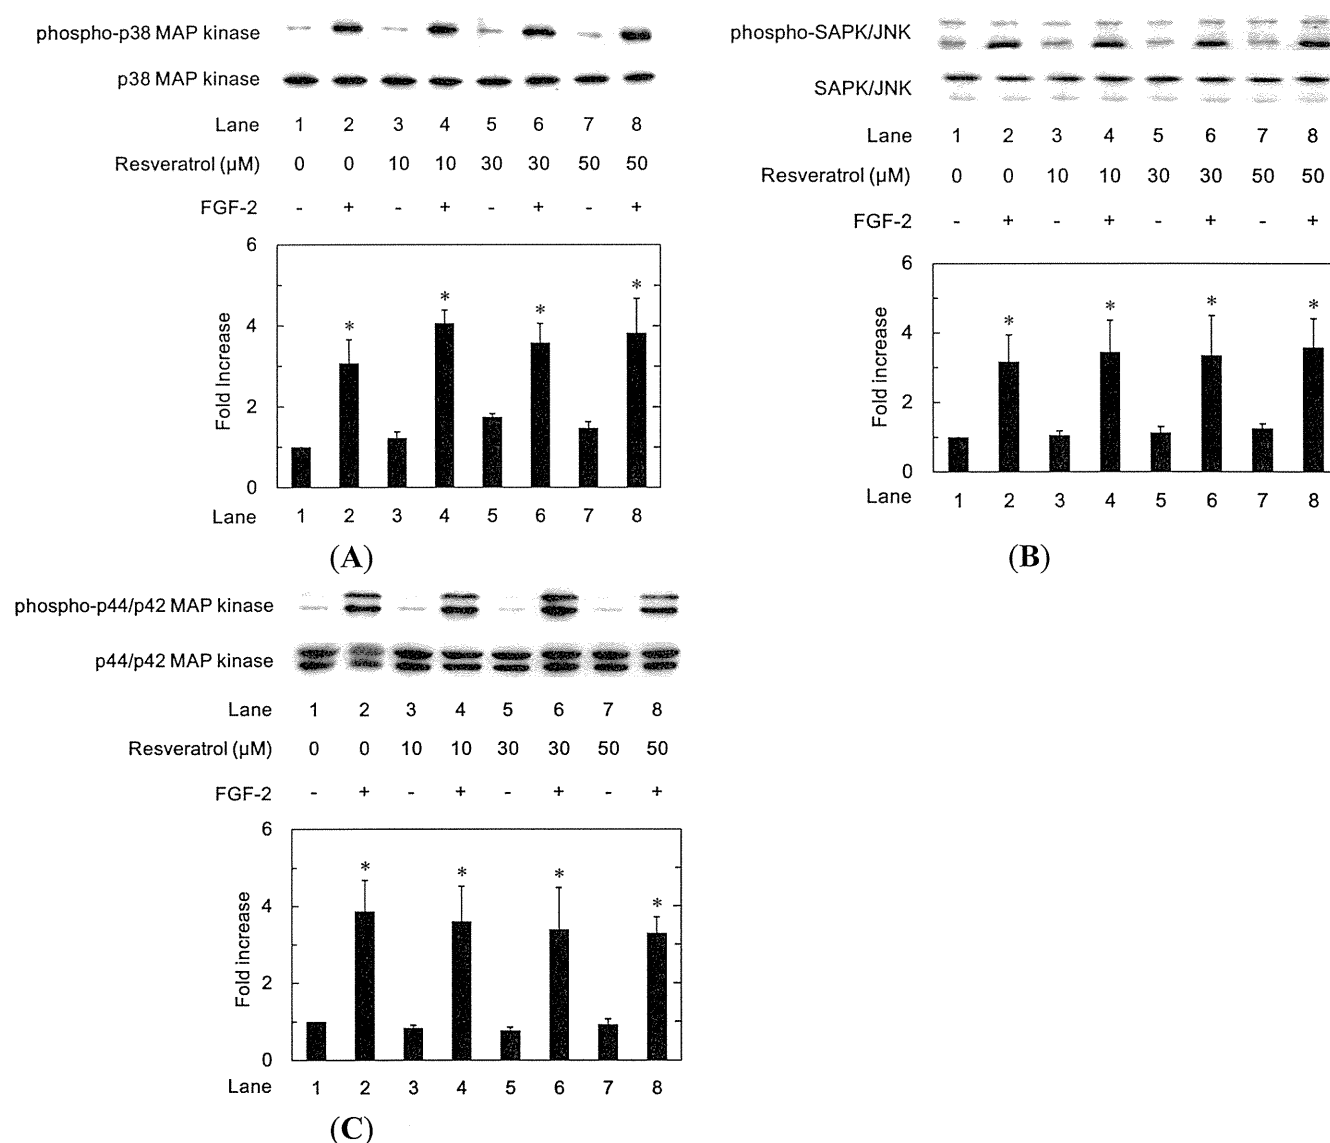 phospho-p38 MAP kinase
p38 MAP kinase
Lane 1 2 3 4 5 6 7 8
Resveratrol (µM) 0 0 10 10 30 30 50 50
FGF-2 - + - + - + - +
6
4
2
0
Fold Increase
* * * *
Lane 1 2 3 4 5 6 7 8
(A)
phospho-SAPK/JNK
SAPK/JNK
Lane 1 2 3 4 5 6 7 8
Resveratrol (µM) 0 0 10 10 30 30 50 50
FGF-2 - + - + - + - +
6
4
2
0
Fold increase
* * * *
Lane 1 2 3 4 5 6 7 8
(B)
phospho-p44/p42 MAP kinase
p44/p42 MAP kinase
Lane 1 2 3 4 5 6 7 8
Resveratrol (µM) 0 0 10 10 30 30 50 50
FGF-2 - + - + - + - +
6
4
2
0
Fold increase
* * * *
Lane 1 2 3 4 5 6 7 8
(C)